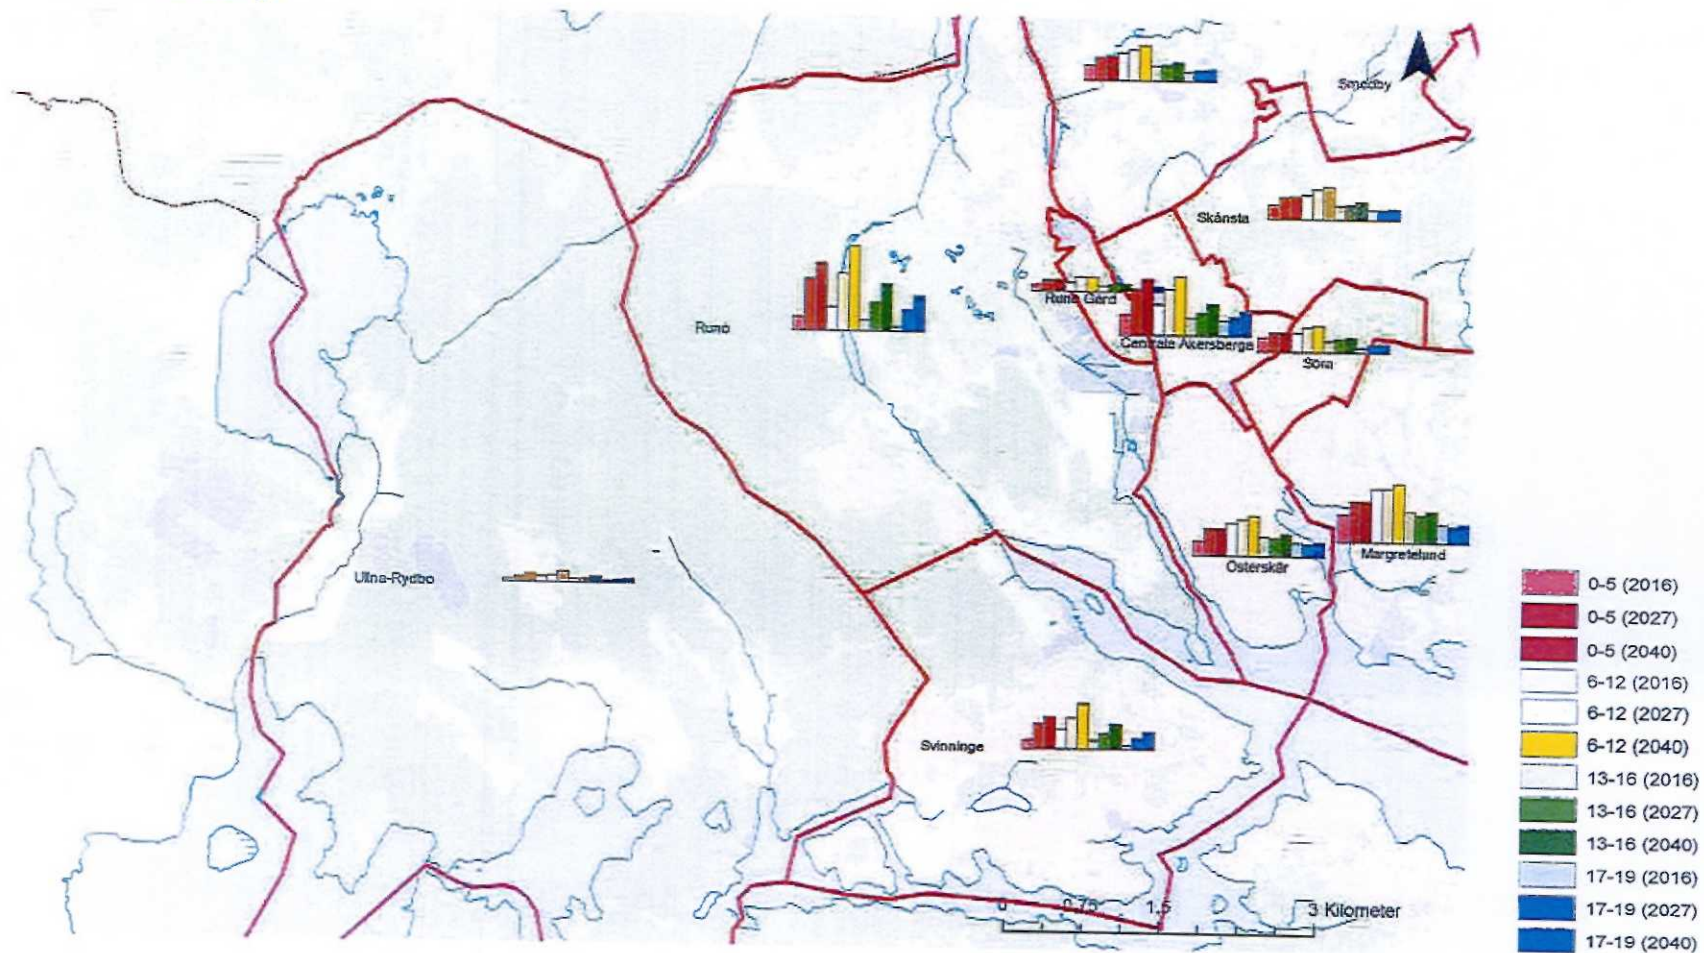 Smedby
Skånsta
Runö Gård
Runö
Centrala Åkersberga
Söra
Margretelund
Österskär
Ullna-Rydbo
Svinninge
0 0,75 1,5 3 Kilometer
0-5 (2016)
0-5 (2027)
0-5 (2040)
6-12 (2016)
6-12 (2027)
6-12 (2040)
13-16 (2016)
13-16 (2027)
13-16 (2040)
17-19 (2016)
17-19 (2027)
17-19 (2040)